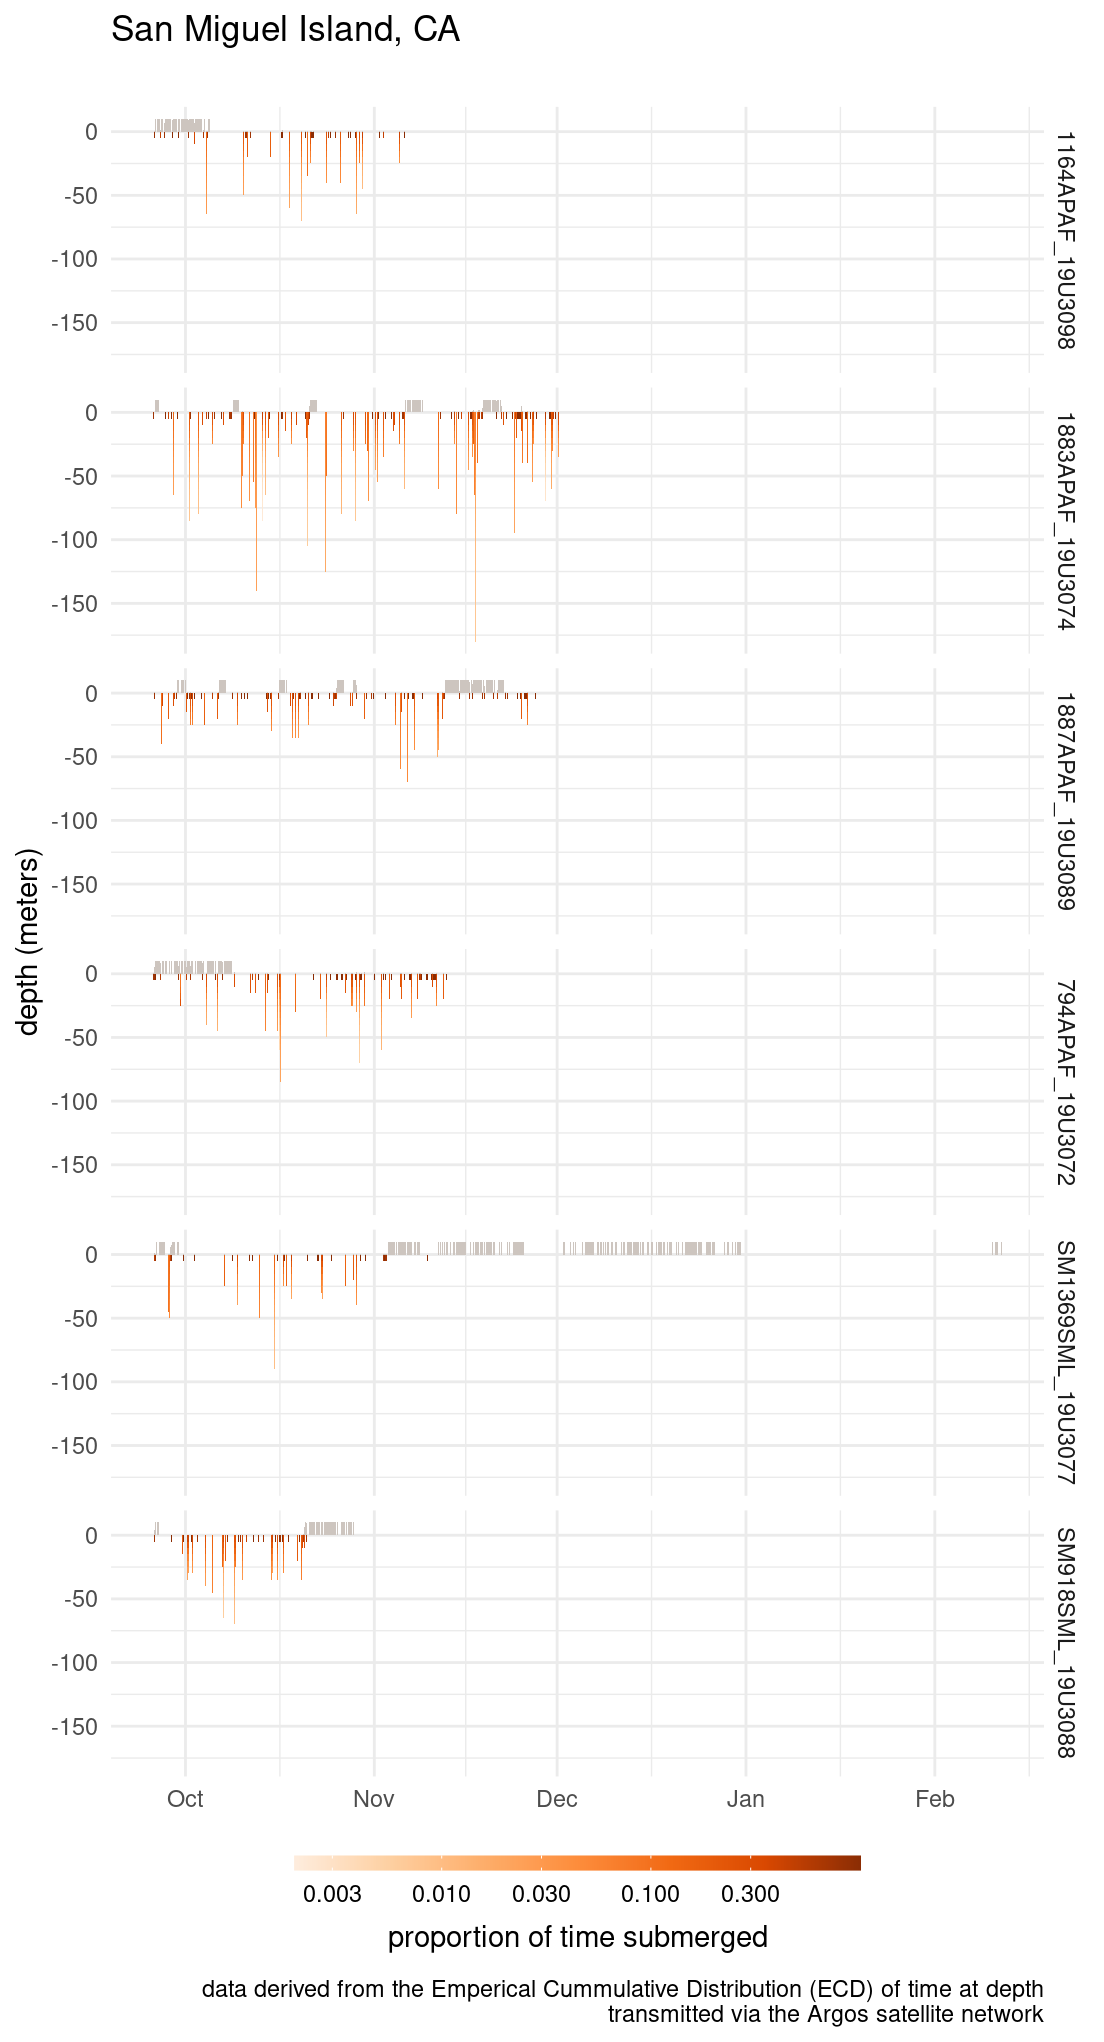 San Miguel Island, CA
0
-50
-100
-150
1164APAF_19U3098
0
-50
-100
-150
1883APAF_19U3074
0
-50
-100
-150
1887APAF_19U3089
depth (meters)
0
-50
-100
-150
794APAF_19U3072
0
-50
-100
-150
SM1369SML_19U3077
0
-50
-100
-150
SM918SML_19U3088
Oct Nov Dec Jan Feb
0.003 0.010 0.030 0.100 0.300
proportion of time submerged
data derived from the Emperical Cummulative Distribution (ECD) of time at depth
transmitted via the Argos satellite network